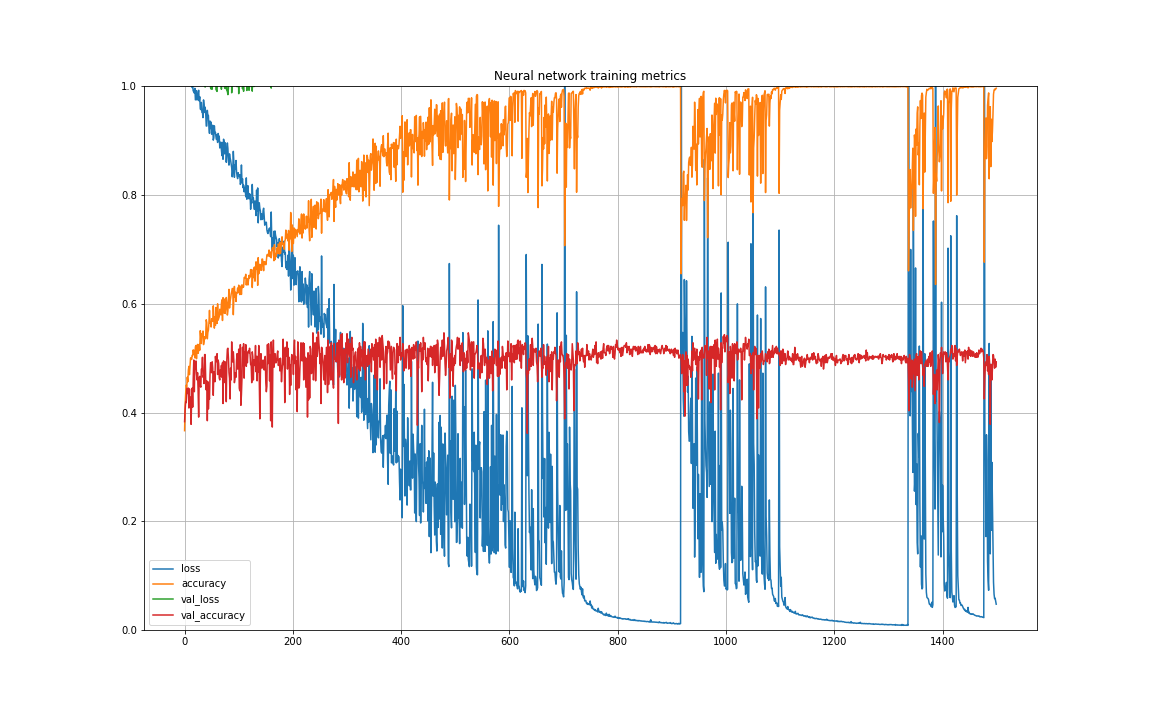 Neural network training metrics
1.0
0.8
0.6
0.4
0.2
0.0
loss
accuracy
val_loss
val_accuracy
0 200 400 600 800 1000 1200 1400